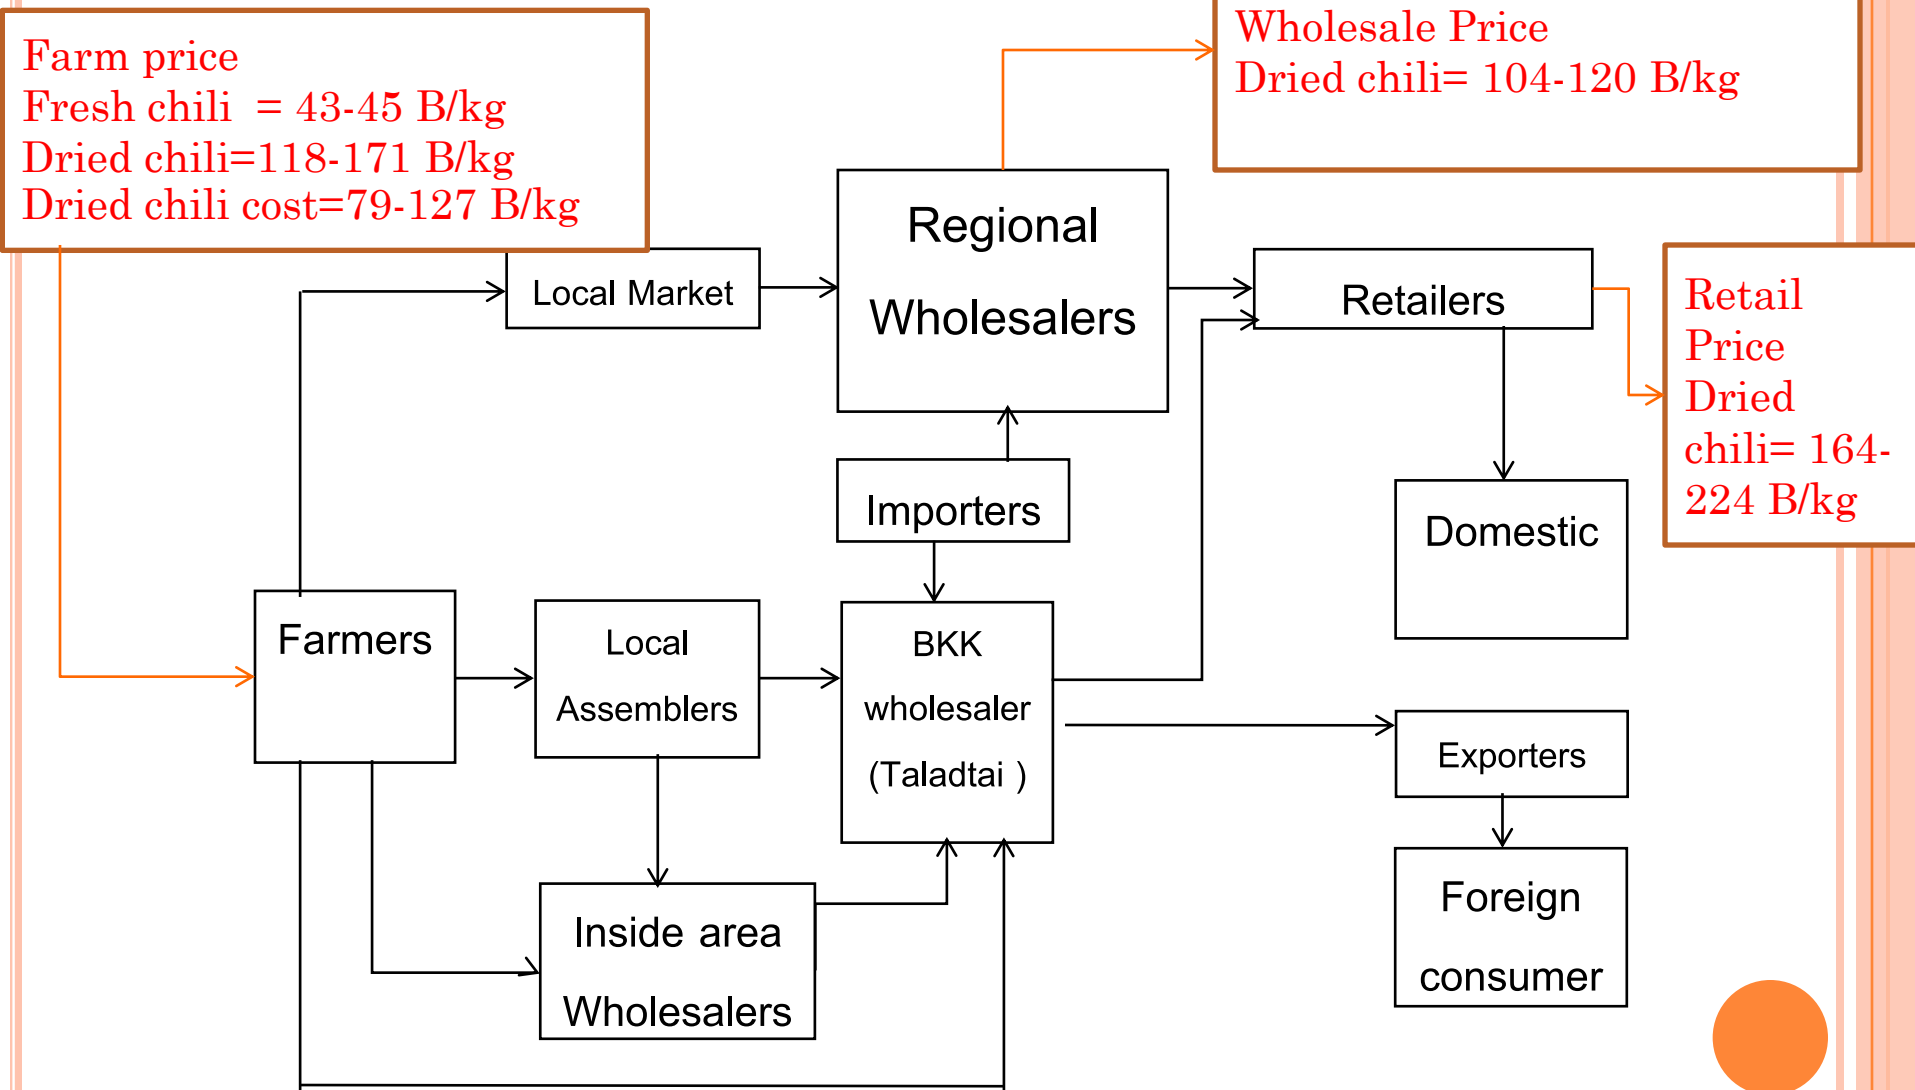 Farm price
Fresh chili  = 43-45 B/kg
Dried chili=118-171 B/kg
Dried chili cost=79-127 B/kg
Wholesale Price
Dried chili= 104-120 B/kg
Regional
Wholesalers
Local Market
Retailers
Retail
Price
Dried
chili= 164-
224 B/kg
Importers
Domestic
Farmers
Local
Assemblers
BKK
wholesaler
(Taladtai )
Exporters
Inside area
Wholesalers
Foreign
consumer